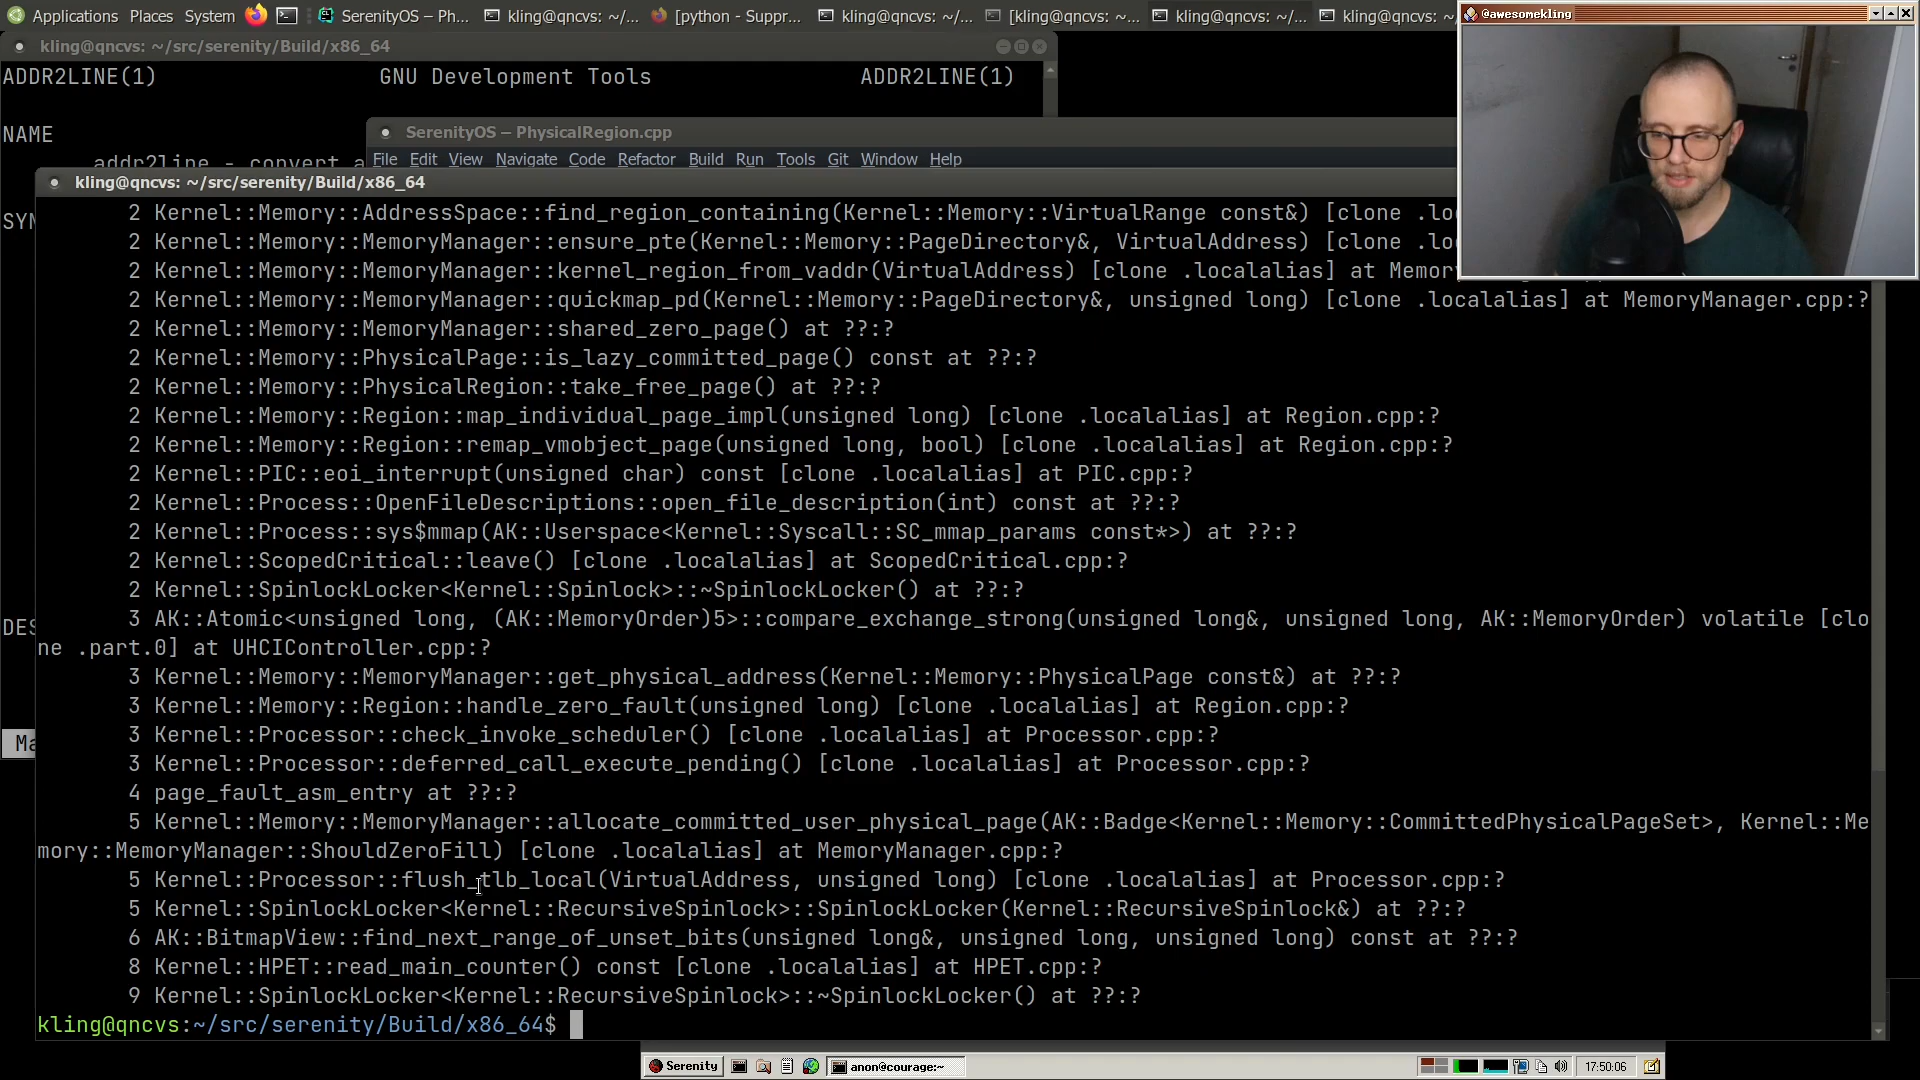 Applications Places System SerenityOS – Ph... kling@qncvs: ~/... [python - Suppr... kling@qncvs: ~/... [kling@qncvs: ~... kling@qncvs: ~/... kling@qncvs: ~/
@awesomekling
kling@qncvs: ~/src/serenity/Build/x86_64
ADDR2LINE(1) GNU Development Tools ADDR2LINE(1)
NAME
addr2line - convert a
SerenityOS – PhysicalRegion.cpp
File Edit View Navigate Code Refactor Build Run Tools Git Window Help
kling@qncvs: ~/src/serenity/Build/x86_64
SYN
DES
Ma
2 Kernel::Memory::AddressSpace::find_region_containing(Kernel::Memory::VirtualRange const&) [clone .lo
2 Kernel::Memory::MemoryManager::ensure_pte(Kernel::Memory::PageDirectory&, VirtualAddress) [clone .lo
2 Kernel::Memory::MemoryManager::kernel_region_from_vaddr(VirtualAddress) [clone .localalias] at Memor
2 Kernel::Memory::MemoryManager::quickmap_pd(Kernel::Memory::PageDirectory&, unsigned long) [clone .localalias] at MemoryManager.cpp:?
2 Kernel::Memory::MemoryManager::shared_zero_page() at ??:?
2 Kernel::Memory::PhysicalPage::is_lazy_committed_page() const at ??:?
2 Kernel::Memory::PhysicalRegion::take_free_page() at ??:?
2 Kernel::Memory::Region::map_individual_page_impl(unsigned long) [clone .localalias] at Region.cpp:?
2 Kernel::Memory::Region::remap_vmobject_page(unsigned long, bool) [clone .localalias] at Region.cpp:?
2 Kernel::PIC::eoi_interrupt(unsigned char) const [clone .localalias] at PIC.cpp:?
2 Kernel::Process::OpenFileDescriptions::open_file_description(int) const at ??:?
2 Kernel::Process::sys$mmap(AK::Userspace<Kernel::Syscall::SC_mmap_params const*>) at ??:?
2 Kernel::ScopedCritical::leave() [clone .localalias] at ScopedCritical.cpp:?
2 Kernel::SpinlockLocker<Kernel::Spinlock>::~SpinlockLocker() at ??:?
3 AK::Atomic<unsigned long, (AK::MemoryOrder)5>::compare_exchange_strong(unsigned long&, unsigned long, AK::MemoryOrder) volatile [clo
ne .part.0] at UHCIController.cpp:?
3 Kernel::Memory::MemoryManager::get_physical_address(Kernel::Memory::PhysicalPage const&) at ??:?
3 Kernel::Memory::Region::handle_zero_fault(unsigned long) [clone .localalias] at Region.cpp:?
3 Kernel::Processor::check_invoke_scheduler() [clone .localalias] at Processor.cpp:?
3 Kernel::Processor::deferred_call_execute_pending() [clone .localalias] at Processor.cpp:?
4 page_fault_asm_entry at ??:?
5 Kernel::Memory::MemoryManager::allocate_committed_user_physical_page(AK::Badge<Kernel::Memory::CommittedPhysicalPageSet>, Kernel::Me
mory::MemoryManager::ShouldZeroFill) [clone .localalias] at MemoryManager.cpp:?
5 Kernel::Processor::flush_tlb_local(VirtualAddress, unsigned long) [clone .localalias] at Processor.cpp:?
5 Kernel::SpinlockLocker<Kernel::RecursiveSpinlock>::SpinlockLocker(Kernel::RecursiveSpinlock&) at ??:?
6 AK::BitmapView::find_next_range_of_unset_bits(unsigned long&, unsigned long, unsigned long) const at ??:?
8 Kernel::HPET::read_main_counter() const [clone .localalias] at HPET.cpp:?
9 Kernel::SpinlockLocker<Kernel::RecursiveSpinlock>::~SpinlockLocker() at ??:?
kling@qncvs:~/src/serenity/Build/x86_64$
Serenity anon@courage:~ 17:50:06